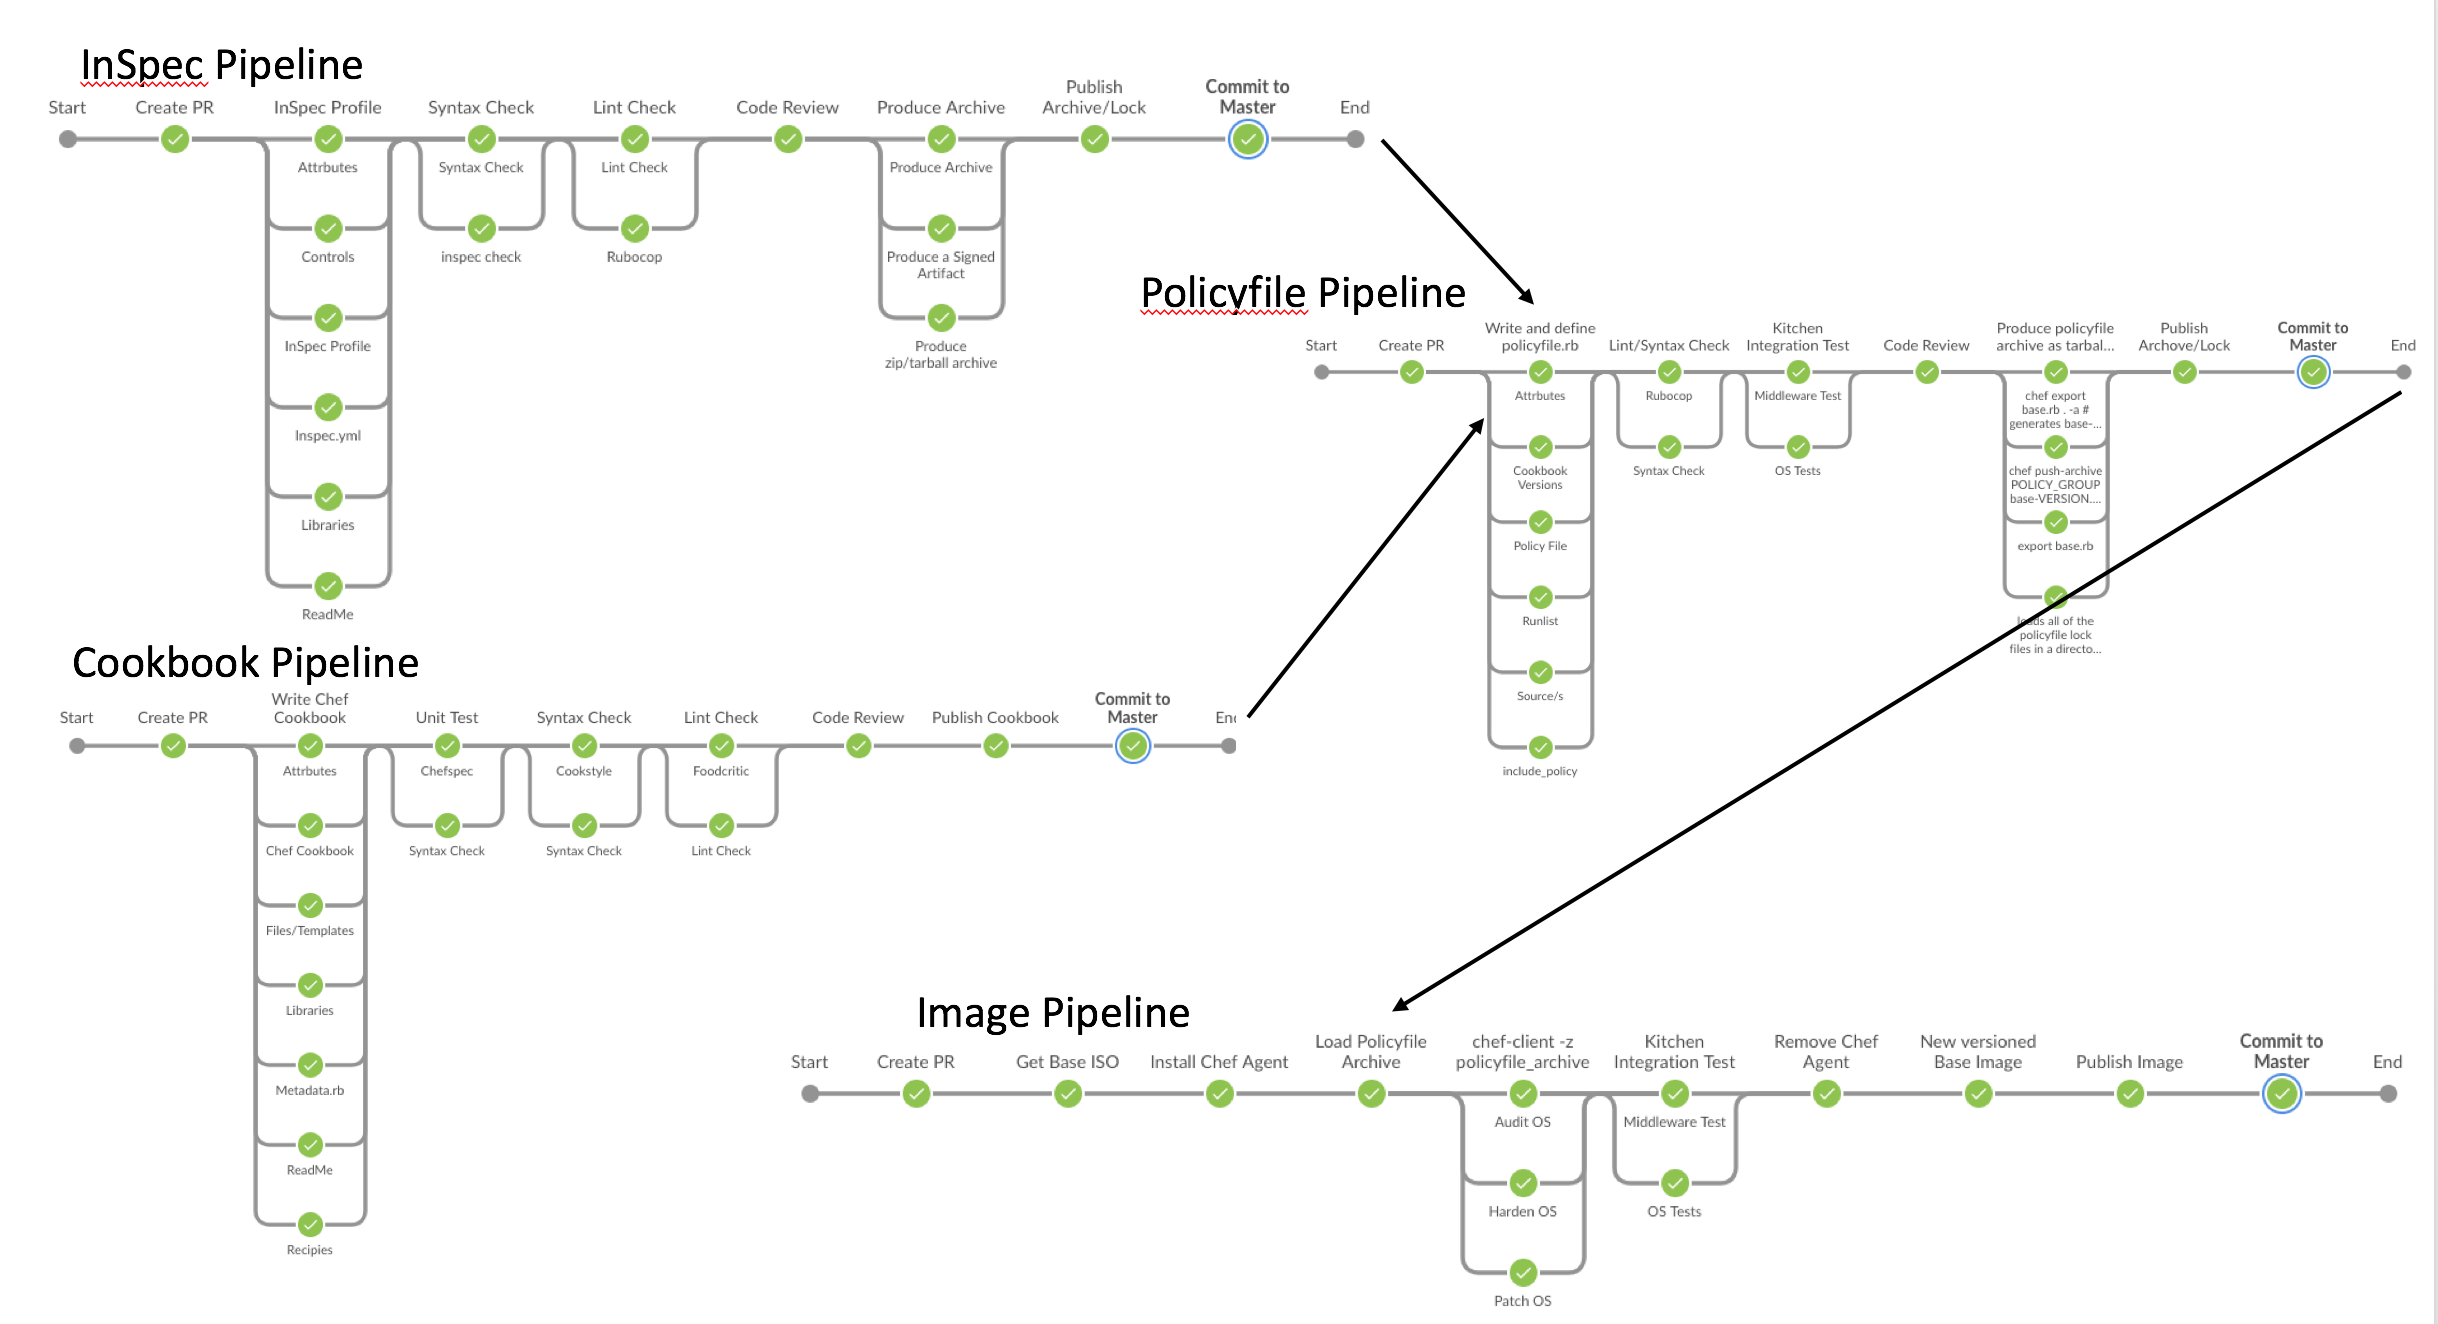 InSpec Pipeline
Start
Create PR
InSpec Profile
Syntax Check
Lint Check
Code Review
Produce Archive
Publish
Archive/Lock
Commit to
Master
End
Attrbutes
Controls
InSpec Profile
Inspec.yml
Libraries
ReadMe
Syntax Check
inspec check
Lint Check
Rubocop
Produce Archive
Produce a Signed
Artifact
Produce
zip/tarball archive
Policyfile Pipeline
Start
Create PR
Write and define
policyfile.rb
Lint/Syntax Check
Kitchen
Integration Test
Code Review
Produce policyfile
archive as tarbal...
Publish
Archove/Lock
Commit to
Master
End
Attrbutes
Cookbook
Versions
Policy File
Runlist
Source/s
include_policy
Rubocop
Syntax Check
Middleware Test
OS Tests
chef export
base.rb . -a #
generates base-...
chef push-archive
POLICY_GROUP
base-VERSION....
export base.rb
all of the
policyfile lock
files in a directo...
Cookbook Pipeline
Start
Create PR
Write Chef
Cookbook
Unit Test
Syntax Check
Lint Check
Code Review
Publish Cookbook
Commit to
Master
End
Attrbutes
Chef Cookbook
Files/Templates
Libraries
Metadata.rb
ReadMe
Recipies
Chefspec
Syntax Check
Cookstyle
Syntax Check
Foodcritic
Lint Check
Image Pipeline
Start
Create PR
Get Base ISO
Install Chef Agent
Load Policyfile
Archive
chef-client -z
policyfile_archive
Kitchen
Integration Test
Remove Chef
Agent
New versioned
Base Image
Publish Image
Commit to
Master
End
Audit OS
Harden OS
Patch OS
Middleware Test
OS Tests